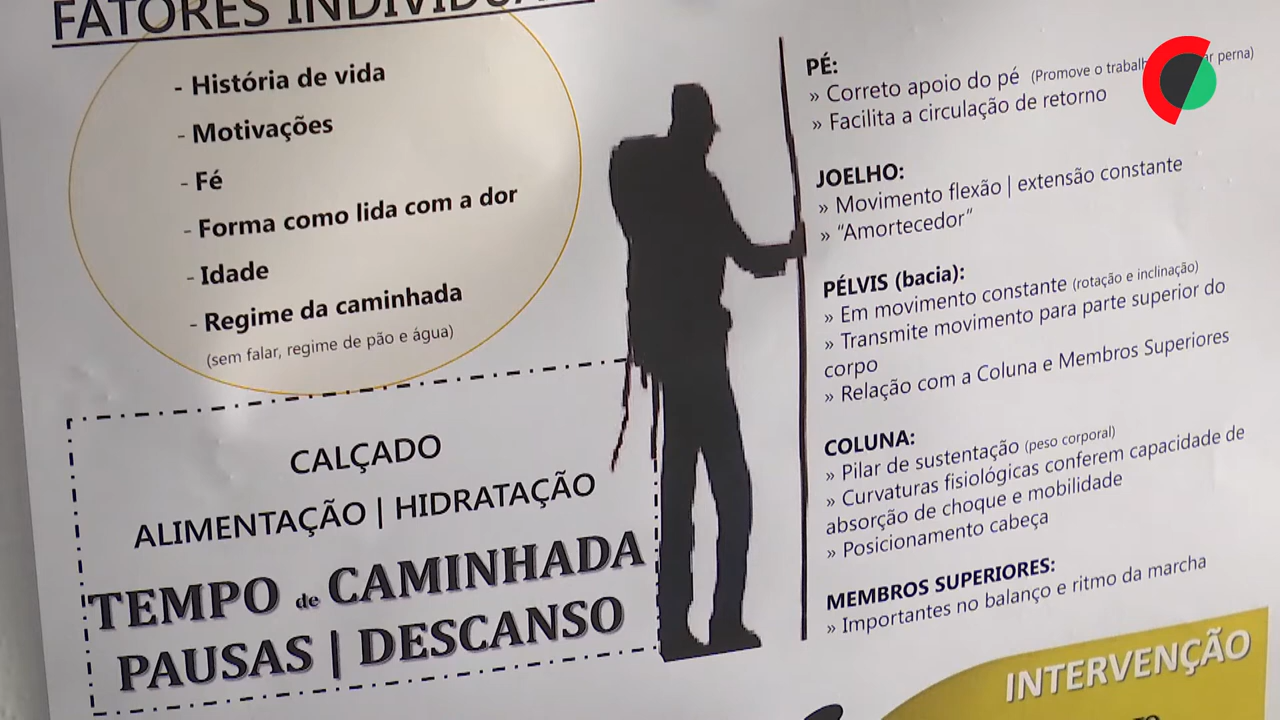 FATORES
- História de vida
- Motivações
- Fé
- Forma como lida com a dor
- Idade
- Regime da caminhada
(sem falar, regime de pão e água)
CALÇADO
ALIMENTAÇÃO | HIDRATAÇÃO
TEMPO de CAMINHADA
PAUSAS | DESCANSO
PÉ:
» Correto apoio do pé (Promove o perna)
» Facilita a circulação de retorno
JOELHO:
» Movimento flexão | extensão constante
» "Amortecedor"
PÉLVIS (bacia):
» Em movimento constante (rotação e inclinação)
» Transmite movimento para parte superior do
corpo
» Relação com a Coluna e Membros Superiores
COLUNA:
» Pilar de sustentação (peso corporal)
» Curvaturas fisiológicas conferem capacidade de
absorção de choque e mobilidade
» Posicionamento cabeça
MEMBROS SUPERIORES:
» Importantes no balanço e ritmo da marcha
INTERVENÇÃO